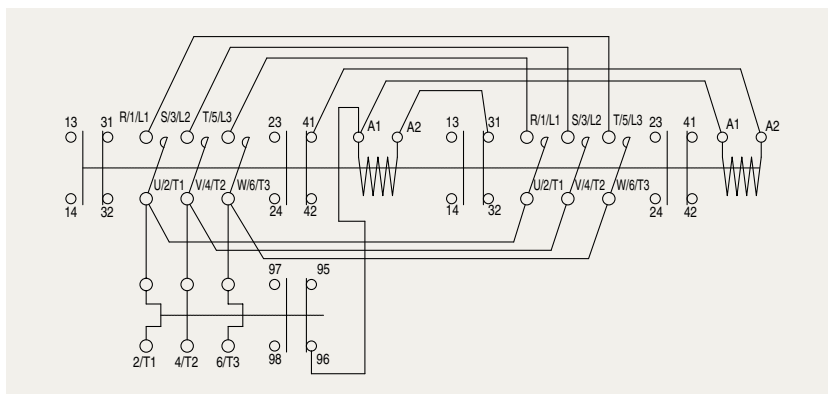 13 31 R/1/L1 S/3/L2 T/5/L3 23 41 A1 A2 13 31 R/1/L1 S/3/L2 T/5/L3 23 41 A1 A2
14 32 U/2/T1 V/4/T2 W/6/T3 24 42 14 32 U/2/T1 V/4/T2 W/6/T3 24 42
97 95
2/T1 4/T2 6/T3 98 96